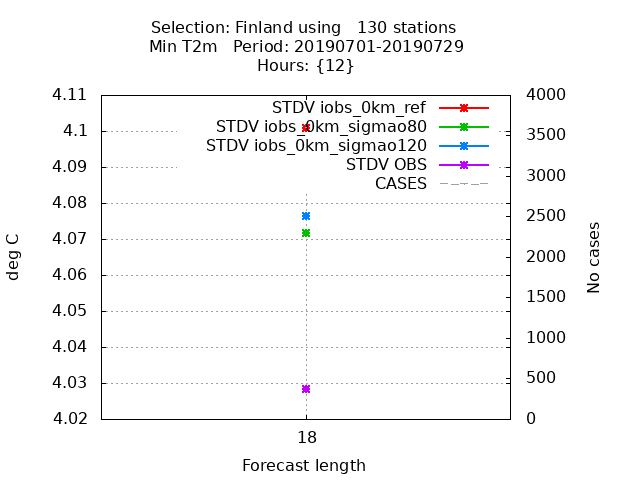 Selection: Finland using   130 stations
Min T2m   Period: 20190701-20190729
Hours: {12}
4.11
4.1
4.09
4.08
4.07
4.06
4.05
4.04
4.03
4.02
deg C
STDV iobs_0km_ref
STDV iobs_0km_sigmao80
STDV iobs_0km_sigmao120
STDV OBS
CASES
4000
3500
3000
2500
2000
1500
1000
500
0
No cases
18
Forecast length